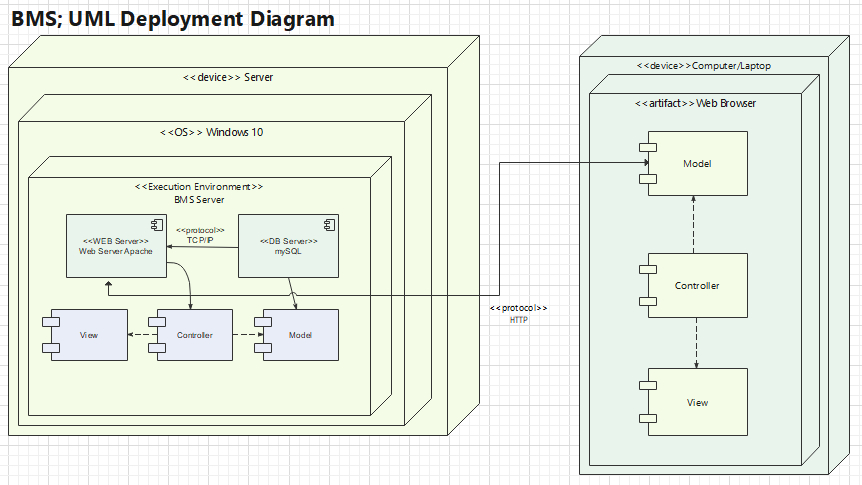 BMS; UML Deployment Diagram
<<device>> Server
<<OS>> Windows 10
<<Execution Environment>>
BMS Server
<<WEB Server>>
Web Server Apache
<<protocol>>
TCP/IP
<<DB Server>>
mySQL
View
Controller
Model
<<protocol>>
HTTP
<<device>>Computer/Laptop
<<artifact>>Web Browser
Model
Controller
View